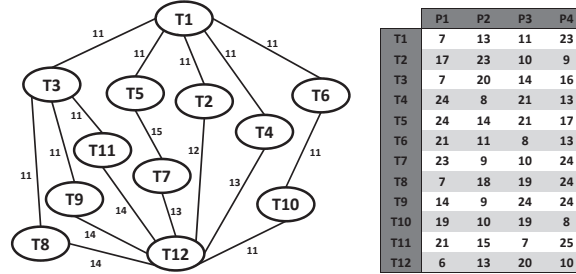 T1
11
11
11
11
11
T3
T5
T2
T6
T4
11
15
12
11
11
11
T11
T7
13
11
T9
T10
14
13
14
T8
T12
14
11
P1 P2 P3 P4
T1 7 13 11 23
T2 17 23 10 9
T3 7 20 14 16
T4 24 8 21 13
T5 24 14 21 17
T6 21 11 8 13
T7 23 9 10 24
T8 7 18 19 24
T9 14 9 24 24
T10 19 10 19 8
T11 21 15 7 25
T12 6 13 20 10